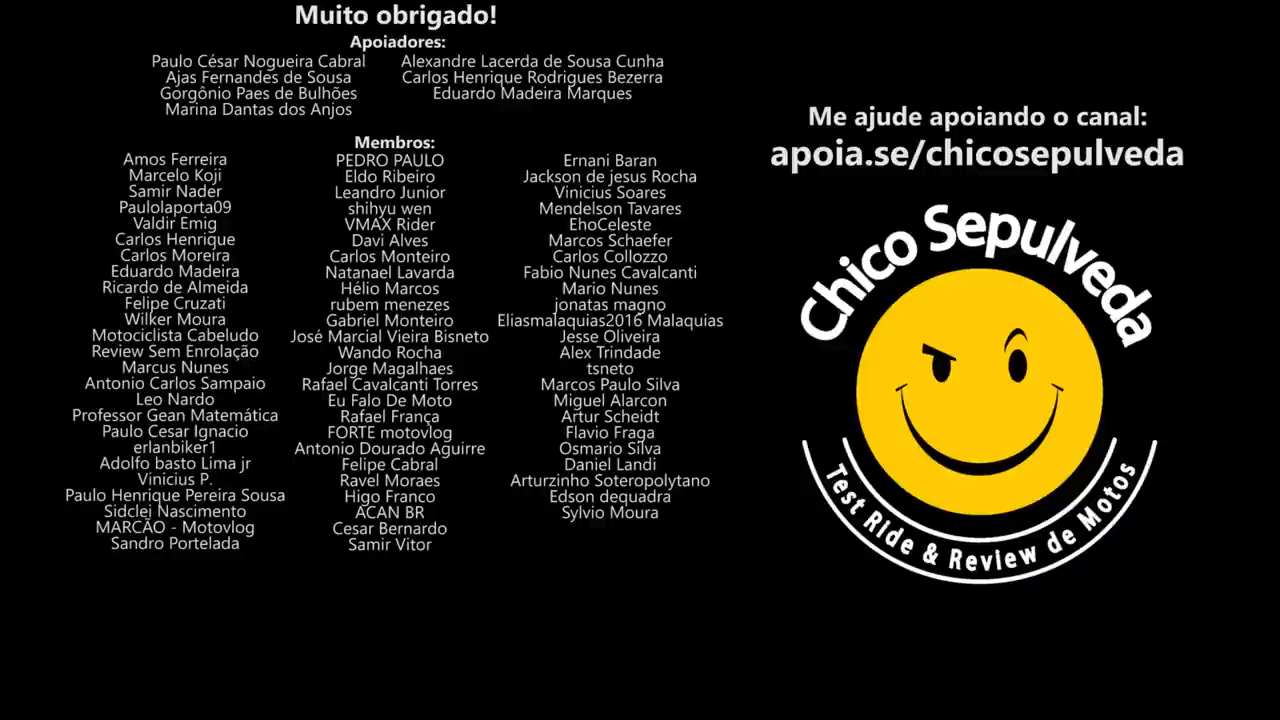 Muito obrigado!
Apoiadores:
Paulo César Nogueira Cabral
Ajas Fernandes de Sousa
Gorgônio Paes de Bulhões
Marina Dantas dos Anjos
Alexandre Lacerda de Sousa Cunha
Carlos Henrique Rodrigues Bezerra
Eduardo Madeira Marques
Membros:
Amos Ferreira
Marcelo Koji
Samir Nader
Paulolaporta09
Valdir Emig
Carlos Henrique
Carlos Moreira
Eduardo Madeira
Ricardo de Almeida
Felipe Cruzati
Wilker Moura
Motociclista Cabeludo
Review Sem Enrolação
Marcus Nunes
Antonio Carlos Sampaio
Leo Nardo
Professor Gean Matemática
Paulo Cesar Ignacio
erlanbiker1
Adolfo basto Lima jr
Vinicius P.
Paulo Henrique Pereira Sousa
Sidclei Nascimento
MARCÃO - Motovlog
Sandro Portelada
PEDRO PAULO
Eldo Ribeiro
Leandro Junior
shihyu wen
VMAX Rider
Davi Alves
Carlos Monteiro
Natanael Lavarda
Hélio Marcos
rubem menezes
Gabriel Monteiro
José Marcial Vieira Bisneto
Wando Rocha
Jorge Magalhaes
Rafael Cavalcanti Torres
Eu Falo De Moto
Rafael França
FORTE motovlog
Antonio Dourado Aguirre
Felipe Cabral
Ravel Moraes
Higo Franco
ACAN BR
Cesar Bernardo
Samir Vitor
Ernani Baran
Jackson de jesus Rocha
Vinicius Soares
Mendelson Tavares
EhoCeleste
Marcos Schaefer
Carlos Collozzo
Fabio Nunes Cavalcanti
Mario Nunes
jonatas magno
Eliasmalaquias2016 Malaquias
Jesse Oliveira
Alex Trindade
tsneto
Marcos Paulo Silva
Miguel Alarcon
Artur Scheidt
Flavio Fraga
Osmario Silva
Daniel Landi
Arturzinho Soteropolytano
Edson dequadra
Sylvio Moura
Me ajude apoiando o canal:
apoia.se/chicosepulveda
Chico Sepulveda
Test Ride & Review de Motos